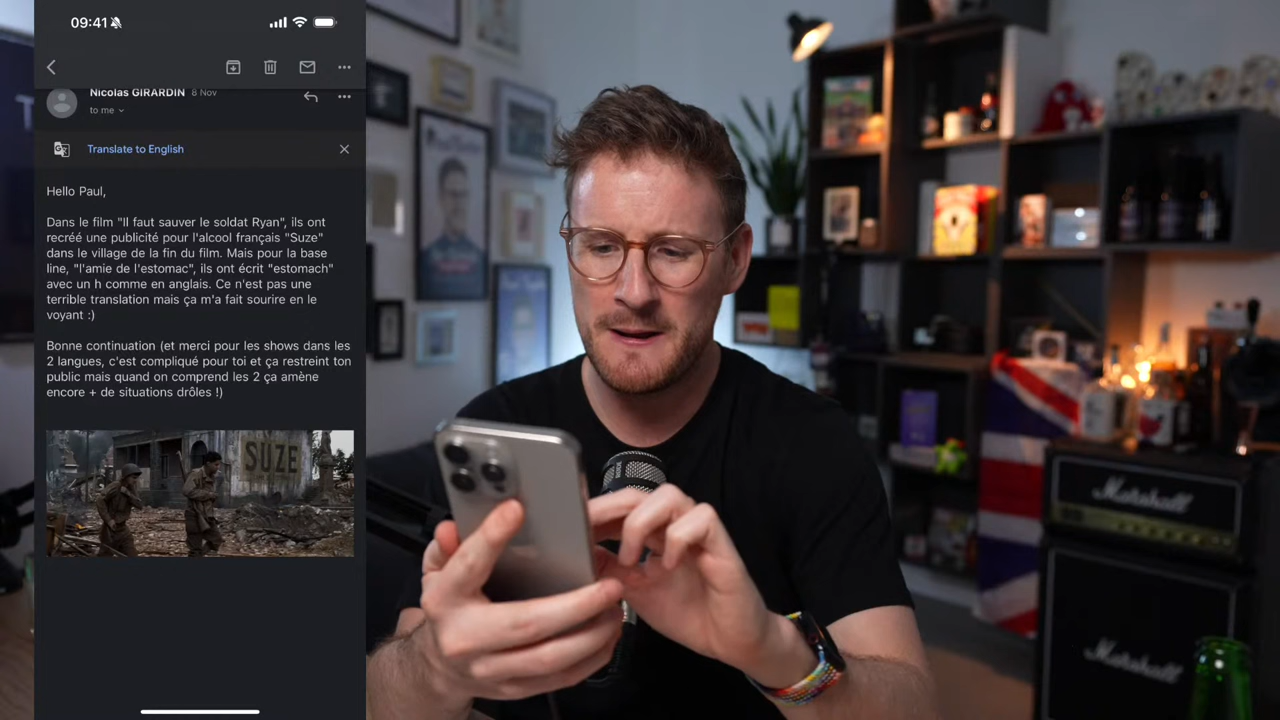 09:41
Nicolas GIRARDIN 8 Nov
to me
Translate to English
Hello Paul,
Dans le film "Il faut sauver le soldat Ryan", ils ont
recréé une publicité pour l'alcool français "Suze"
dans le village de la fin du film. Mais pour la base
line, "l'amie de l'estomac", ils ont écrit "estomach"
avec un h comme en anglais. Ce n'est pas une
terrible translation mais ça m'a fait sourire en le
voyant :)
Bonne continuation (et merci pour les shows dans les
2 langues, c'est compliqué pour toi et ça restreint ton
public mais quand on comprend les 2 ça amène
encore + de situations drôles !)
SUZE
Marshall
Marshall